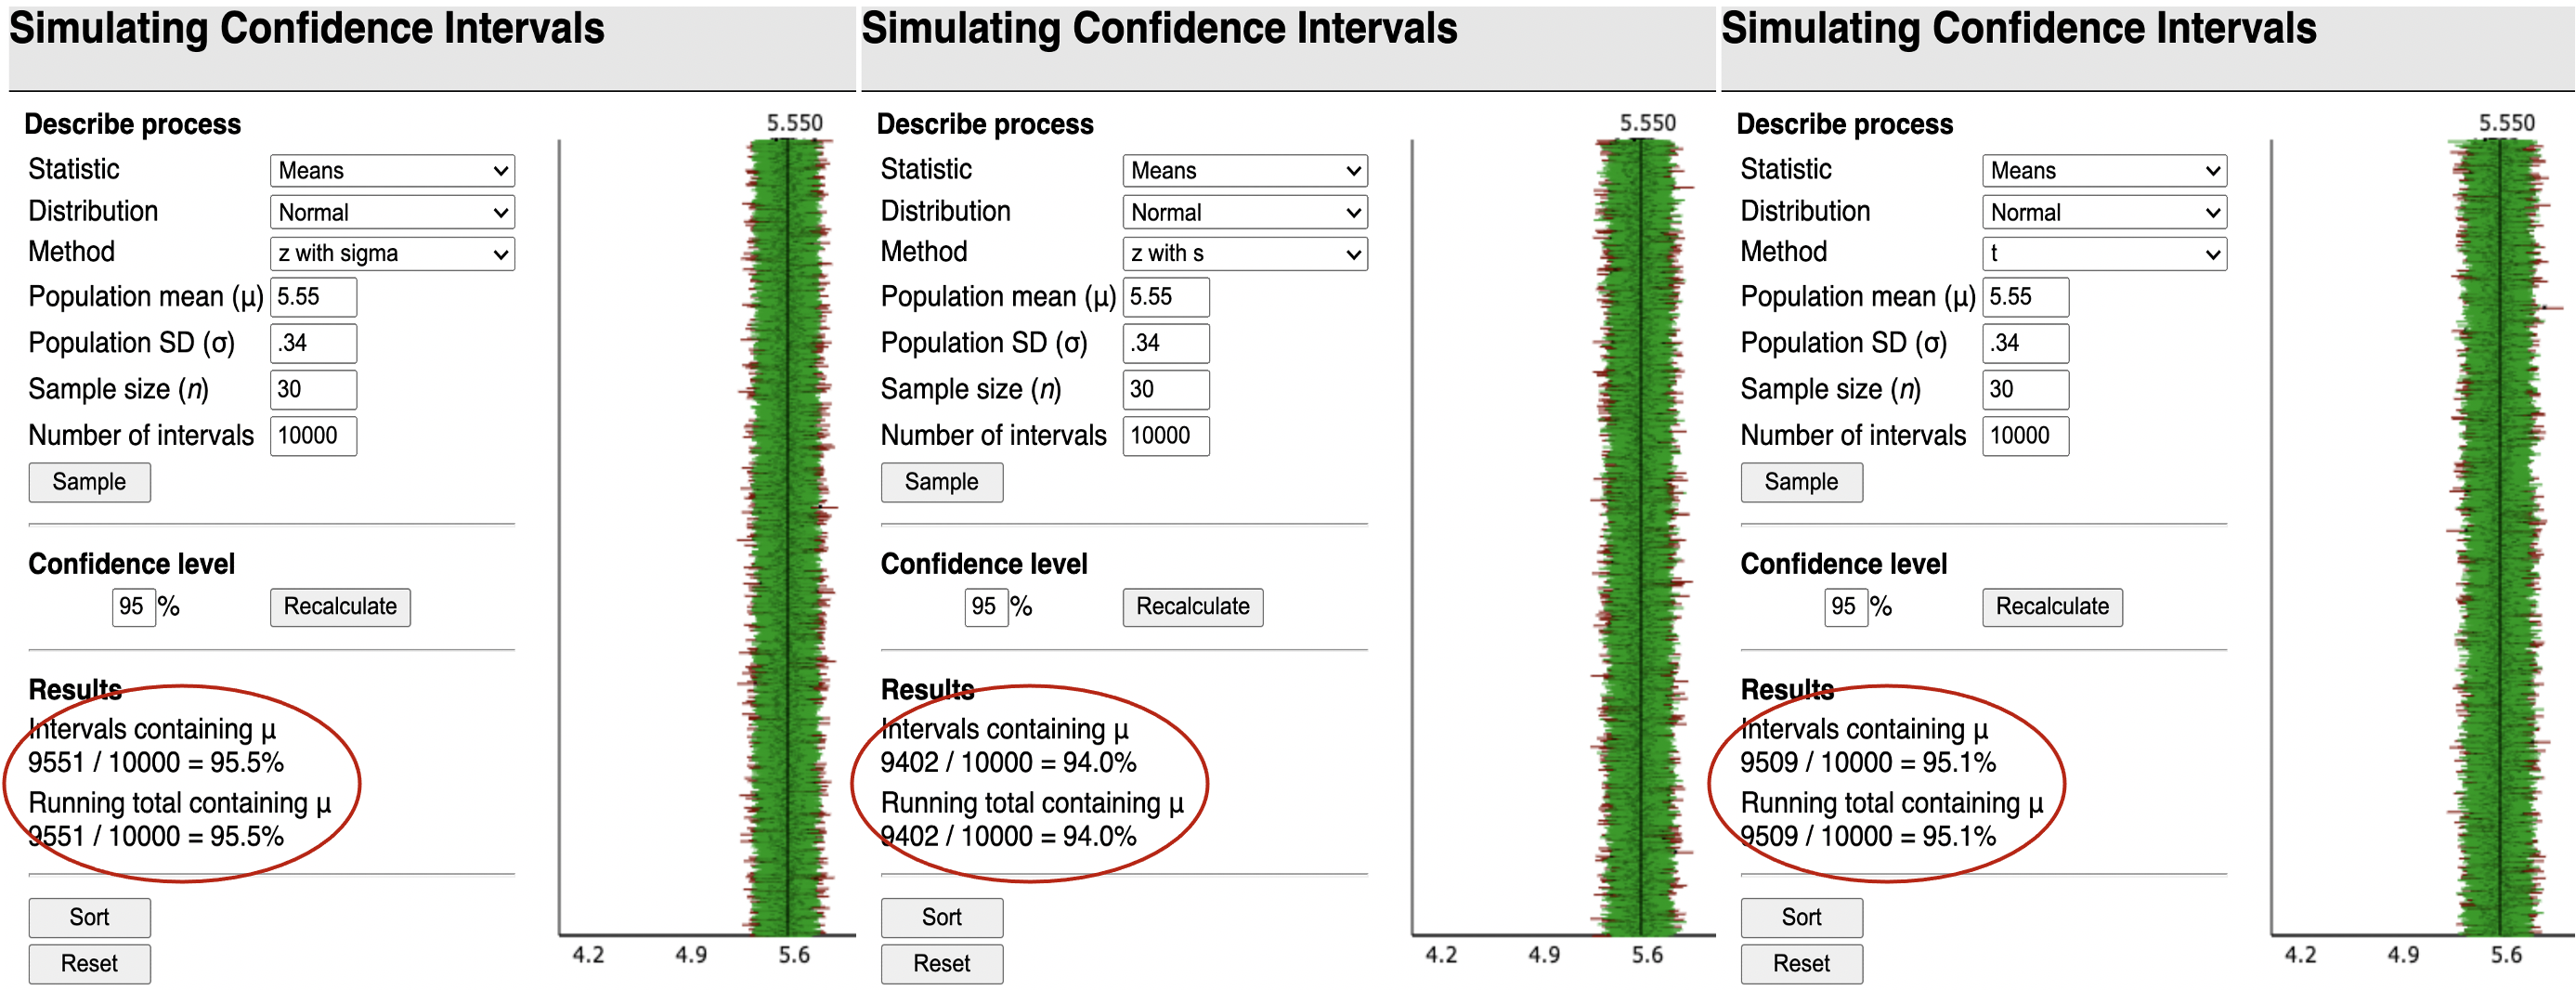 Simulating Confidence Intervals
Describe process
Statistic Means
Distribution Normal
Method z with sigma
Population mean (μ) 5.55
Population SD (σ) .34
Sample size (n) 30
Number of intervals 10000
Sample
Confidence level
95 % Recalculate
Results
Intervals containing μ
9551 / 10000 = 95.5%
Running total containing μ
9551 / 10000 = 95.5%
Sort
Reset
5.550
4.2 4.9 5.6
Simulating Confidence Intervals
Describe process
Statistic Means
Distribution Normal
Method z with s
Population mean (μ) 5.55
Population SD (σ) .34
Sample size (n) 30
Number of intervals 10000
Sample
Confidence level
95 % Recalculate
Results
Intervals containing μ
9402 / 10000 = 94.0%
Running total containing μ
9402 / 10000 = 94.0%
Sort
Reset
5.550
4.2 4.9 5.6
Simulating Confidence Intervals
Describe process
Statistic Means
Distribution Normal
Method t
Population mean (μ) 5.55
Population SD (σ) .34
Sample size (n) 30
Number of intervals 10000
Sample
Confidence level
95 % Recalculate
Results
Intervals containing μ
9509 / 10000 = 95.1%
Running total containing μ
9509 / 10000 = 95.1%
Sort
Reset
5.550
4.2 4.9 5.6